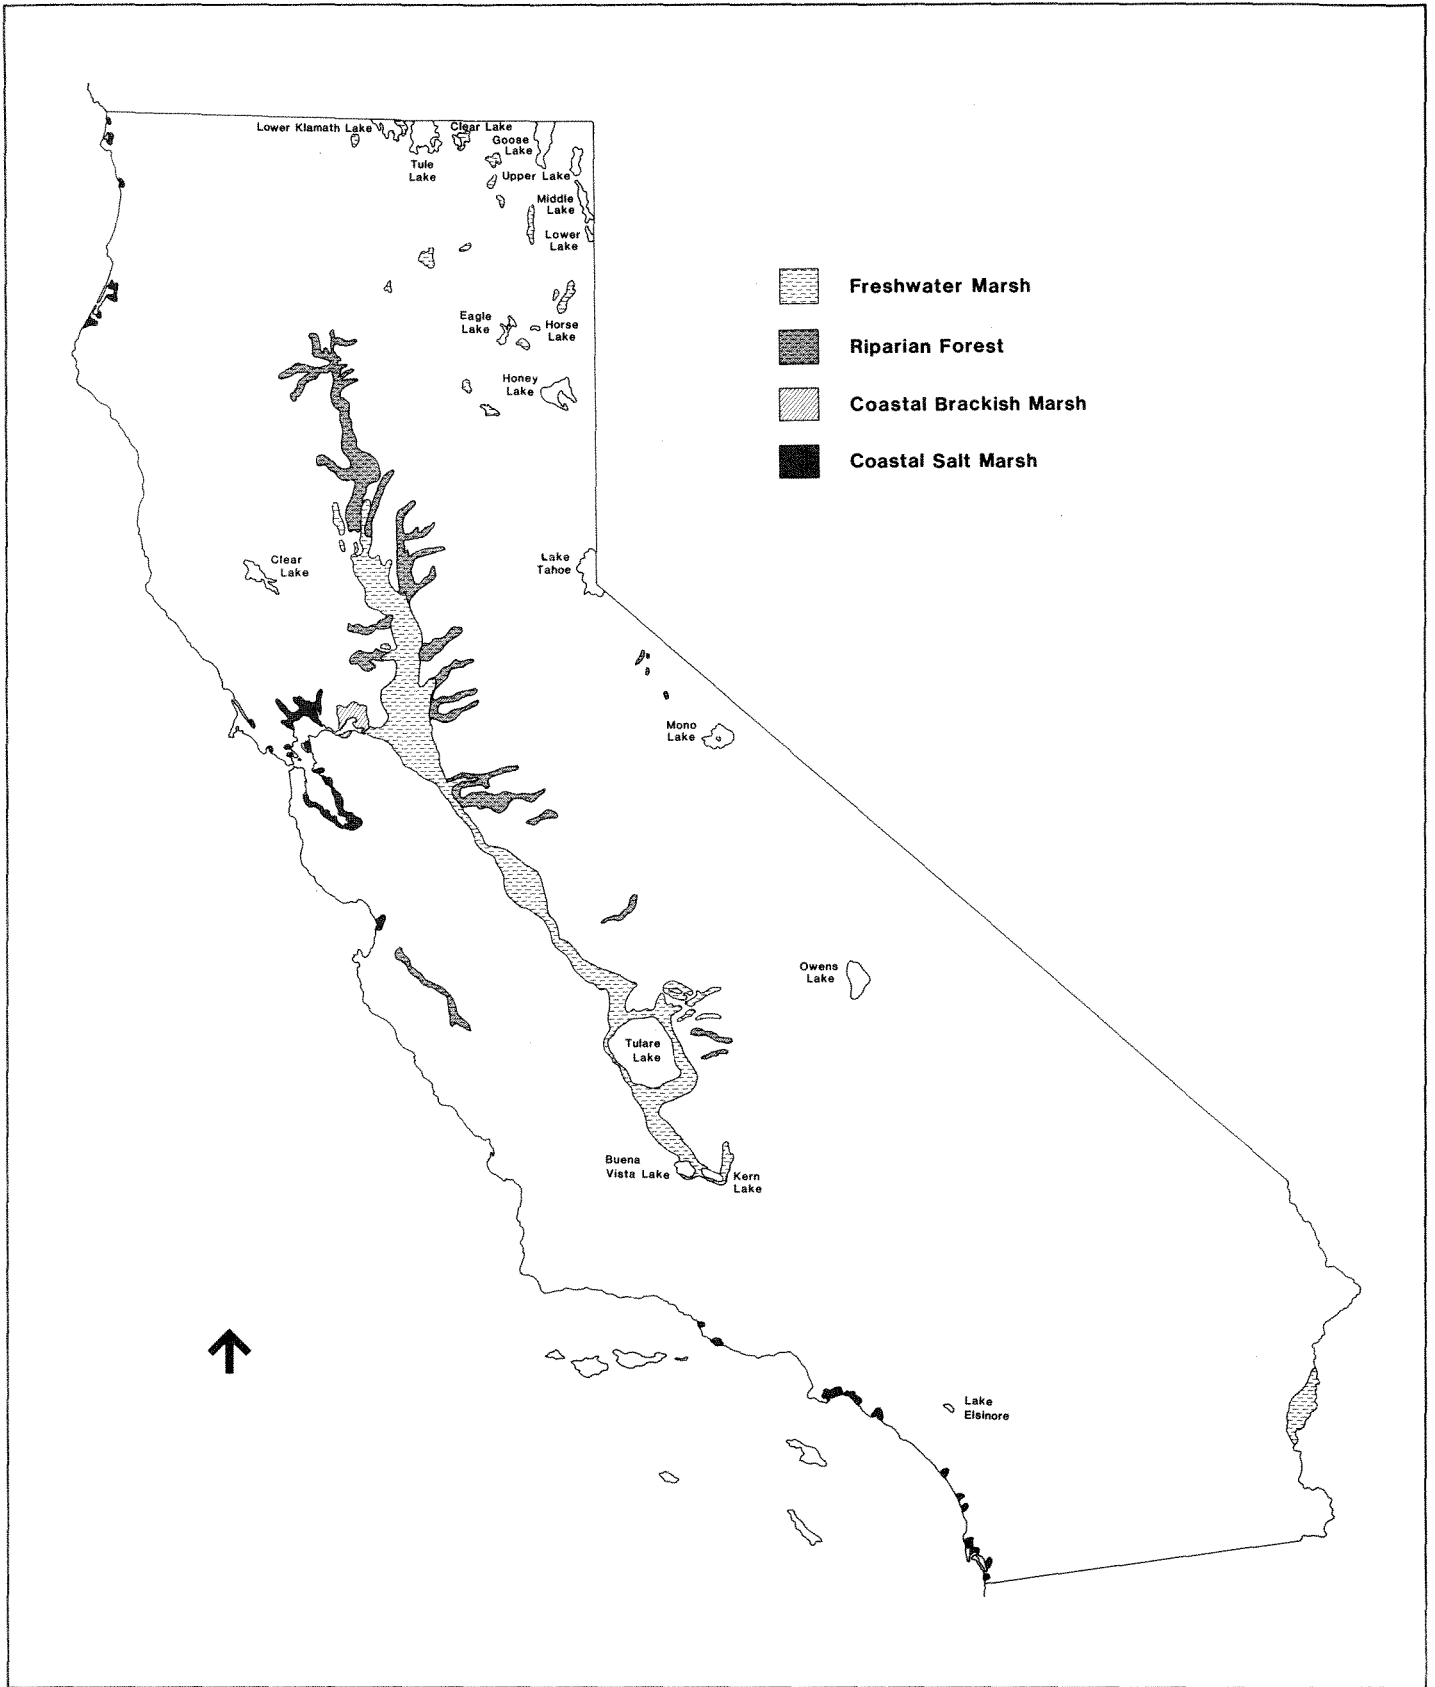 Lower Klamath Lake
Clear Lake
Goose
Lake
Tule
Lake
Upper Lake
Middle
Lake
Lower
Lake
Freshwater Marsh
Eagle
Lake
Horse
Lake
Riparian Forest
Honey
Lake
Coastal Brackish Marsh
Coastal Salt Marsh
Clear
Lake
Lake
Tahoe
Mono
Lake
Owens
Lake
Tulare
Lake
Buena
Vista Lake
Kern
Lake
Lake
Elsinore